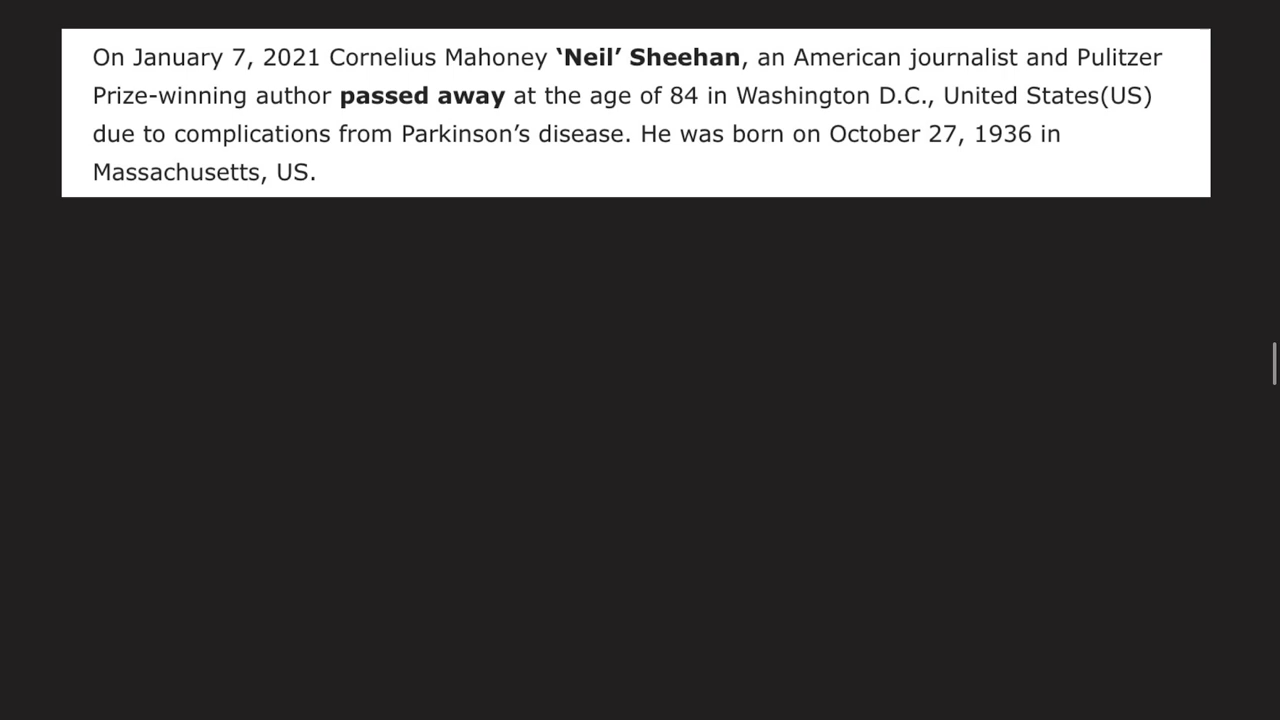 On January 7, 2021 Cornelius Mahoney ‘Neil’ Sheehan, an American journalist and Pulitzer
Prize-winning author passed away at the age of 84 in Washington D.C., United States(US)
due to complications from Parkinson’s disease. He was born on October 27, 1936 in
Massachusetts, US.